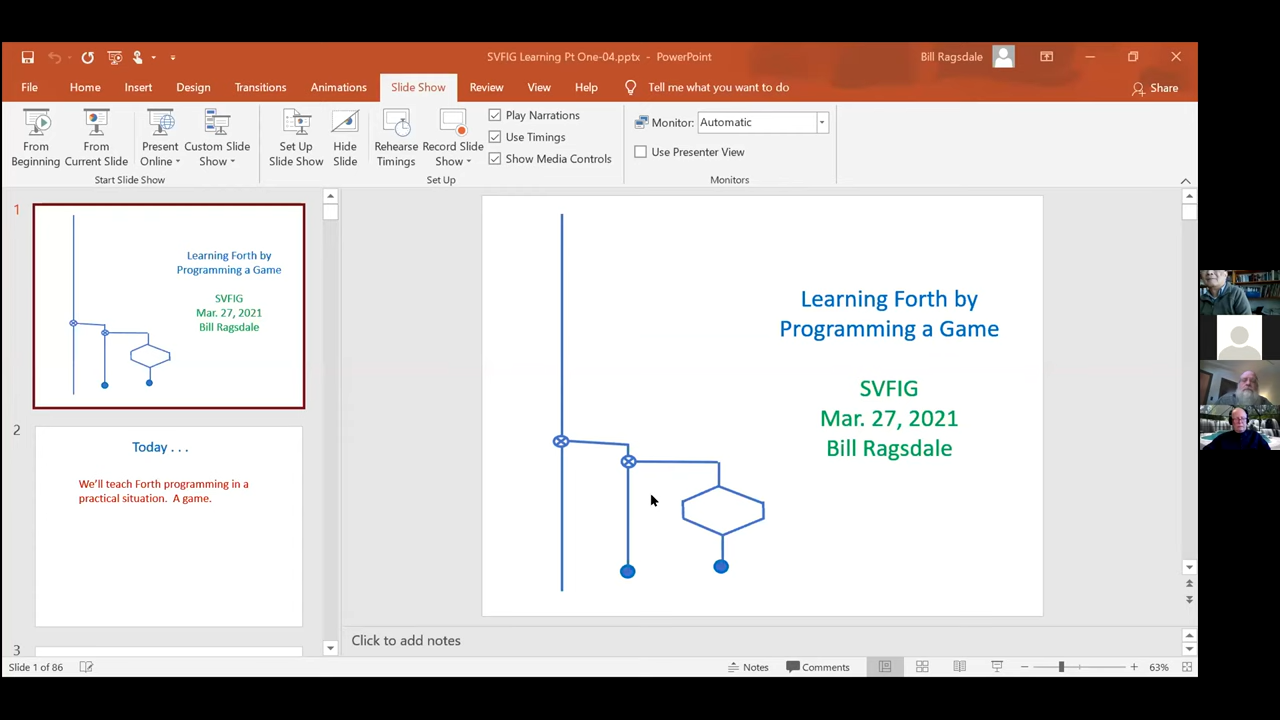 SVFIG Learning Pt One-04.pptx - PowerPoint
Bill Ragsdale
File
Home
Insert
Design
Transitions
Animations
Slide Show
Review
View
Help
Tell me what you want to do
Share
From Beginning
From Current Slide
Present Online
Custom Slide Show
Start Slide Show
Set Up Slide Show
Hide Slide
Rehearse Timings
Record Slide Show
Play Narrations
Use Timings
Show Media Controls
Set Up
Monitor: Automatic
Use Presenter View
Monitors
1
Learning Forth by
Programming a Game
SVFIG
Mar. 27, 2021
Bill Ragsdale
2
Today . . .
We'll teach Forth programming in a
practical situation. A game.
3
Learning Forth by
Programming a Game
SVFIG
Mar. 27, 2021
Bill Ragsdale
Click to add notes
Slide 1 of 86
Notes
Comments
63%